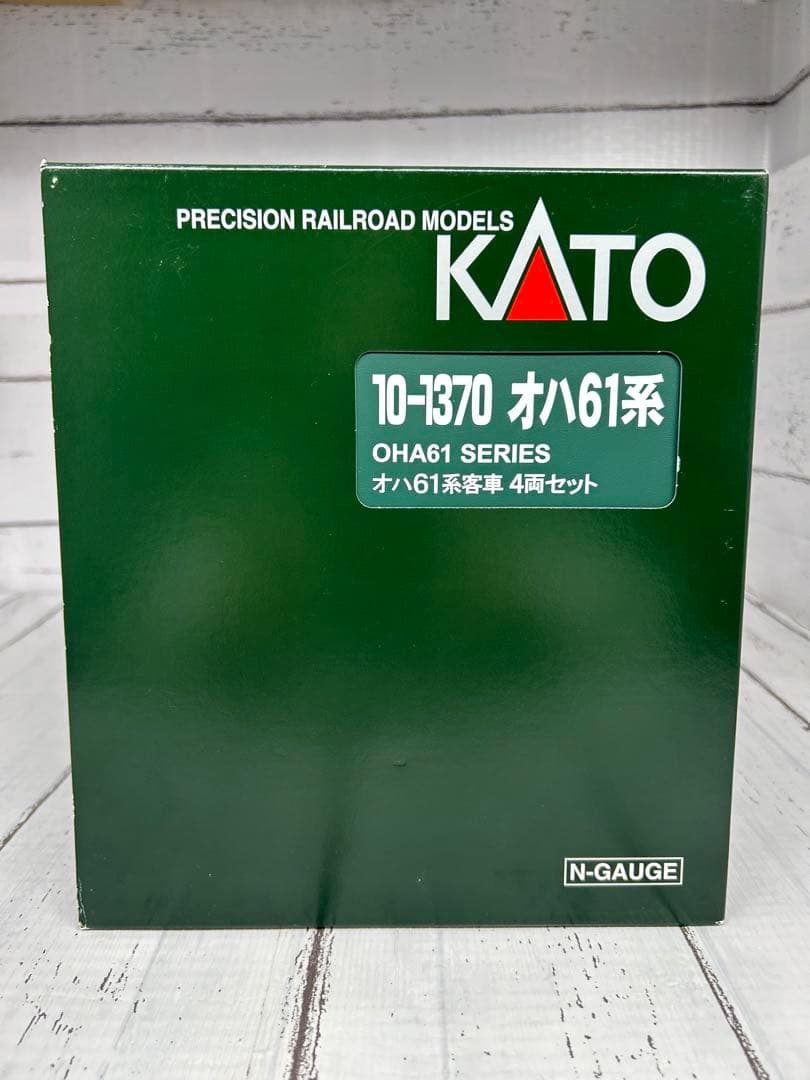 PRECISION RAILROAD MODELS
KATO
10-1370 オハ61系
OHA61 SERIES
オハ61系客車 4両セット
N-GAUGE